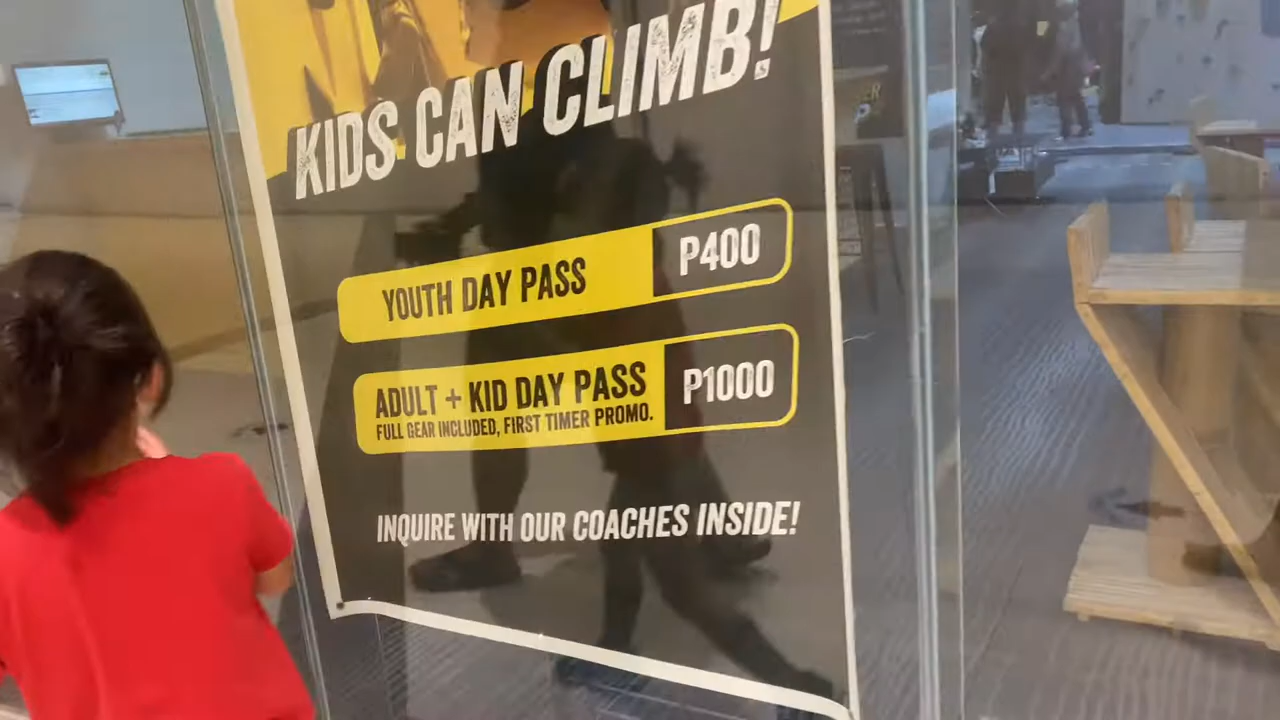 KIDS CAN CLIMB!
YOUTH DAY PASS P400
ADULT + KID DAY PASS P1000
FULL GEAR INCLUDED, FIRST TIMER PROMO.
INQUIRE WITH OUR COACHES INSIDE!